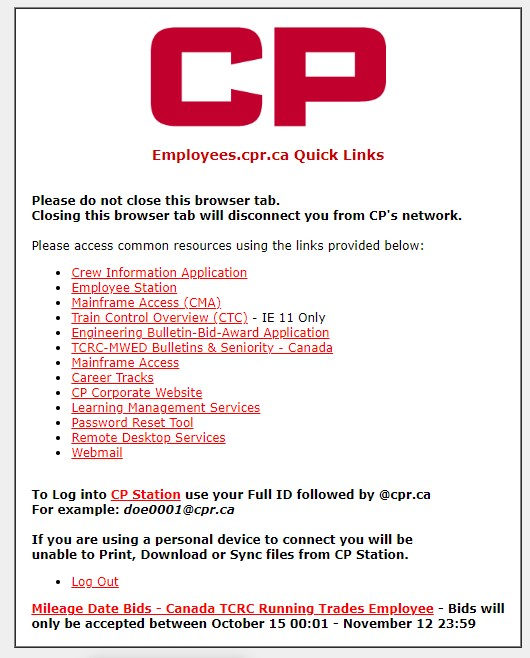 CP
Employees.cpr.ca Quick Links
Please do not close this browser tab.
Closing this browser tab will disconnect you from CP's network.
Please access common resources using the links provided below:
Crew Information Application
Employee Station
Mainframe Access (CMA)
Train Control Overview (CTC) - IE 11 Only
Engineering Bulletin-Bid-Award Application
TCRC-MWED Bulletins & Seniority - Canada
Mainframe Access
Career Tracks
CP Corporate Website
Learning Management Services
Password Reset Tool
Remote Desktop Services
Webmail
To Log into CP Station use your Full ID followed by @cpr.ca
For example: doe0001@cpr.ca
If you are using a personal device to connect you will be
unable to Print, Download or Sync files from CP Station.
Log Out
Mileage Date Bids - Canada TCRC Running Trades Employee - Bids will
only be accepted between October 15 00:01 - November 12 23:59